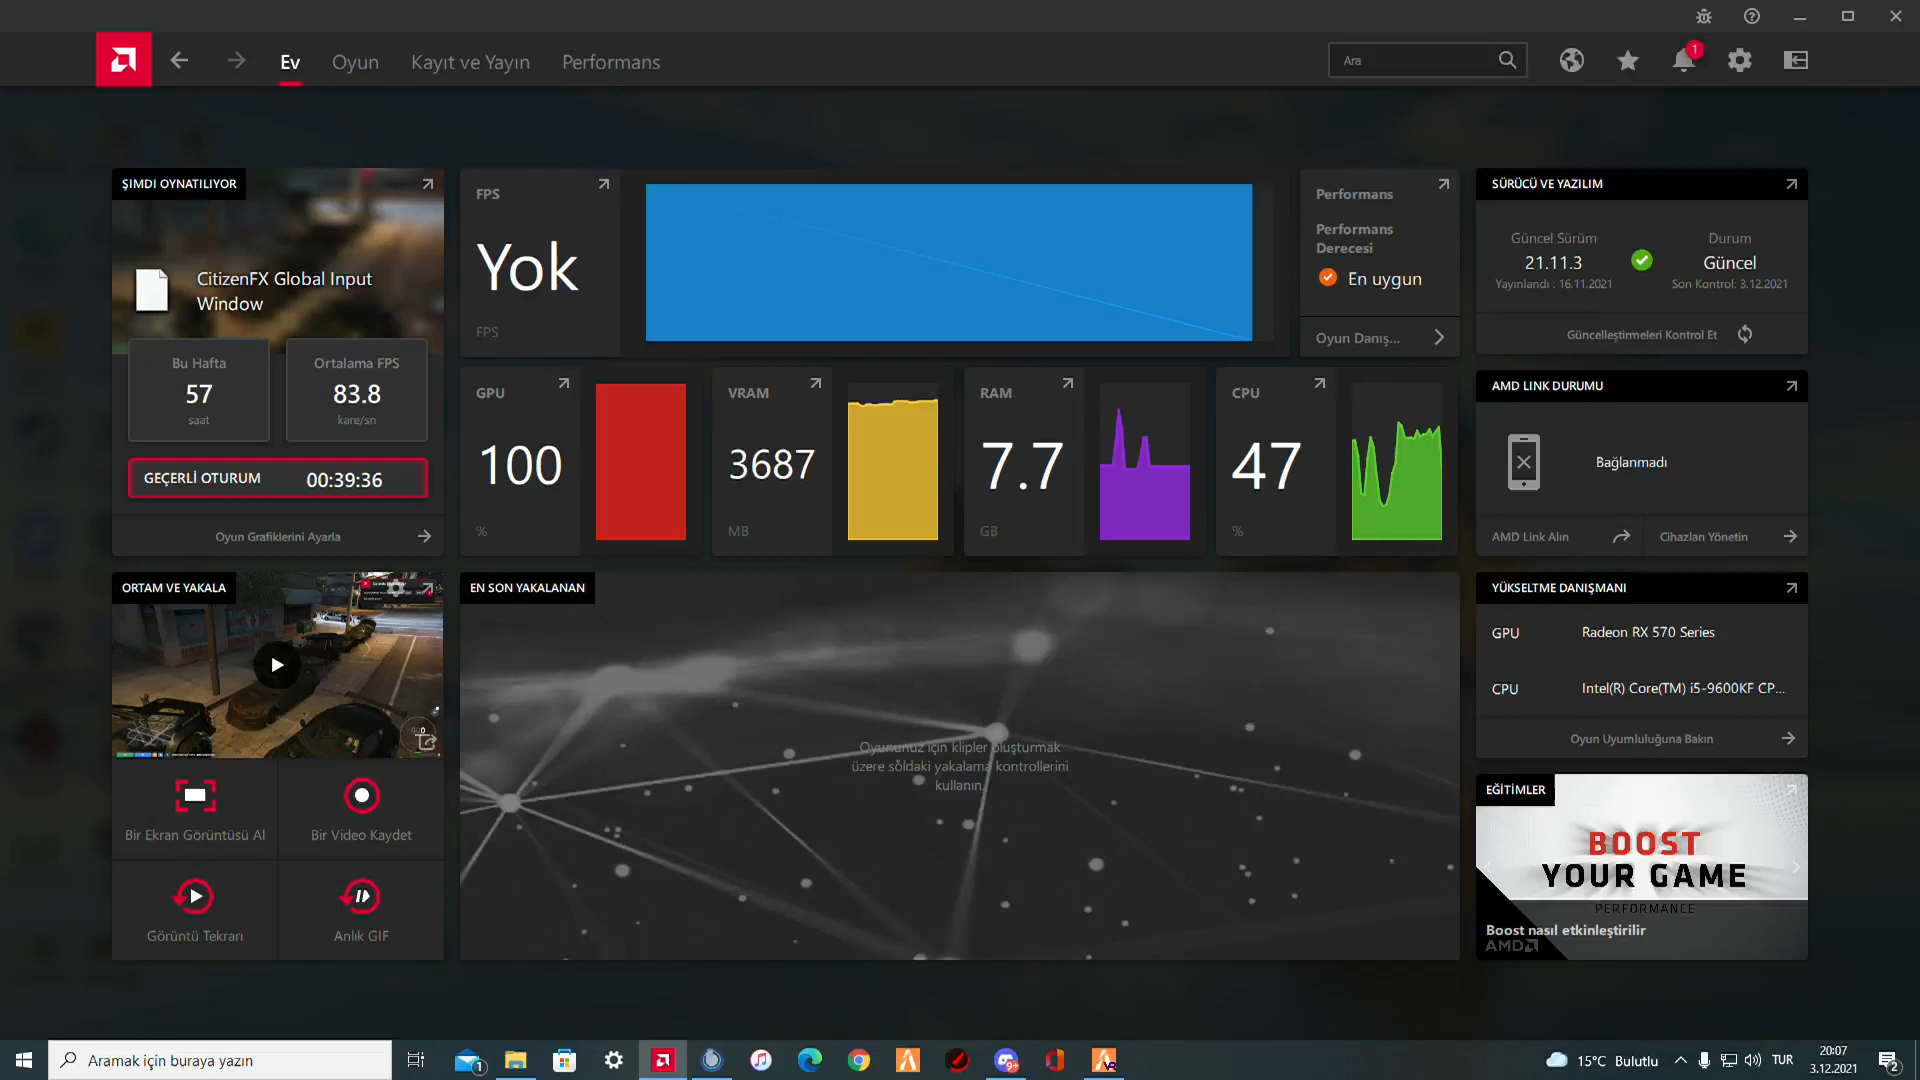 Ev
Oyun
Kayıt ve Yayın
Performans
Ara
1
ŞIMDI OYNATILIYOR
CitizenFX Global Input
Window
Bu Hafta
57
saat
Ortalama FPS
83.8
kare/sn
GEÇERLİ OTURUM 00:39:36
Oyun Grafiklerini Ayarla
FPS
Yok
FPS
Performans
Performans
Derecesi
En uygun
Oyun Danış...
SÜRÜCÜ VE YAZILIM
Güncel Sürüm
21.11.3
Yayınlandı : 16.11.2021
Durum
Güncel
Son Kontrol: 3.12.2021
Güncelleştirmeleri Kontrol Et
GPU
100
%
VRAM
3687
MB
RAM
7.7
GB
CPU
47
%
AMD LINK DURUMU
Bağlanmadı
AMD Link Alın
Cihazları Yönetin
ORTAM VE YAKALA
Bir Ekran Görüntüsü Al
Bir Video Kaydet
Görüntü Tekrarı
Anlık GIF
EN SON YAKALANAN
Oyununuz için klipler oluşturmak
üzere soldaki yakalama kontrollerini
kullanın.
YÜKSELTME DANIŞMANI
GPU Radeon RX 570 Series
CPU Intel(R) Core(TM) i5-9600KF CP...
Oyun Uyumluluğuna Bakın
EĞİTİMLER
BOOST
YOUR GAME
PERFORMANCE
Boost nasıl etkinleştirilir
AMD
Aramak için buraya yazın
1
9+
15°C Bulutlu
TUR
20:07
3.12.2021
2